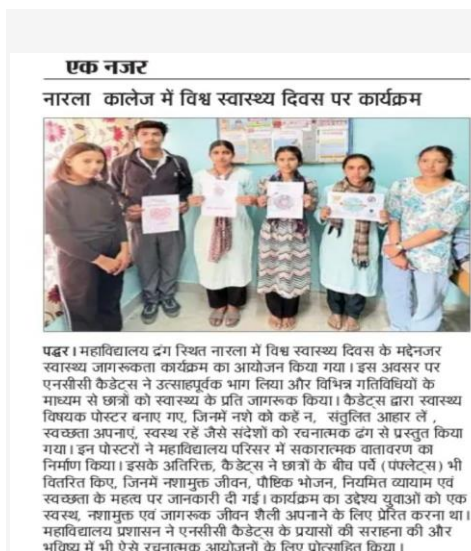 एक नजर
नारला कालेज में विश्व स्वास्थ्य दिवस पर कार्यक्रम
पद्धर। महाविद्यालय द्रंग स्थित नारला में विश्व स्वास्थ्य दिवस के मद्देनजर
स्वास्थ्य जागरूकता कार्यक्रम का आयोजन किया गया। इस अवसर पर
एनसीसी कैडेट्स ने उत्साहपूर्वक भाग लिया और विभिन्न गतिविधियों के
माध्यम से छात्रों को स्वास्थ्य के प्रति जागरूक किया। कैडेट्स द्वारा स्वास्थ्य
विषयक पोस्टर बनाए गए, जिनमें नशे को कहें न, संतुलित आहार लें ,
स्वच्छता अपनाएं, स्वस्थ रहें जैसे संदेशों को रचनात्मक ढंग से प्रस्तुत किया
गया। इन पोस्टरों ने महाविद्यालय परिसर में सकारात्मक वातावरण का
निर्माण किया। इसके अतिरिक्त, कैडेट्स ने छात्रों के बीच पर्चे (पंफ्लेट्स) भी
वितरित किए, जिनमें नशामुक्त जीवन, पौष्टिक भोजन, नियमित व्यायाम एवं
स्वच्छता के महत्व पर जानकारी दी गई। कार्यक्रम का उद्देश्य युवाओं को एक
स्वस्थ, नशामुक्त एवं जागरूक जीवन शैली अपनाने के लिए प्रेरित करना था।
महाविद्यालय प्रशासन ने एनसीसी कैडेट्स के प्रयासों की सराहना की और
भविष्य में भी ऐसे रचनात्मक आयोजनों के लिए प्रोत्साहित किया।